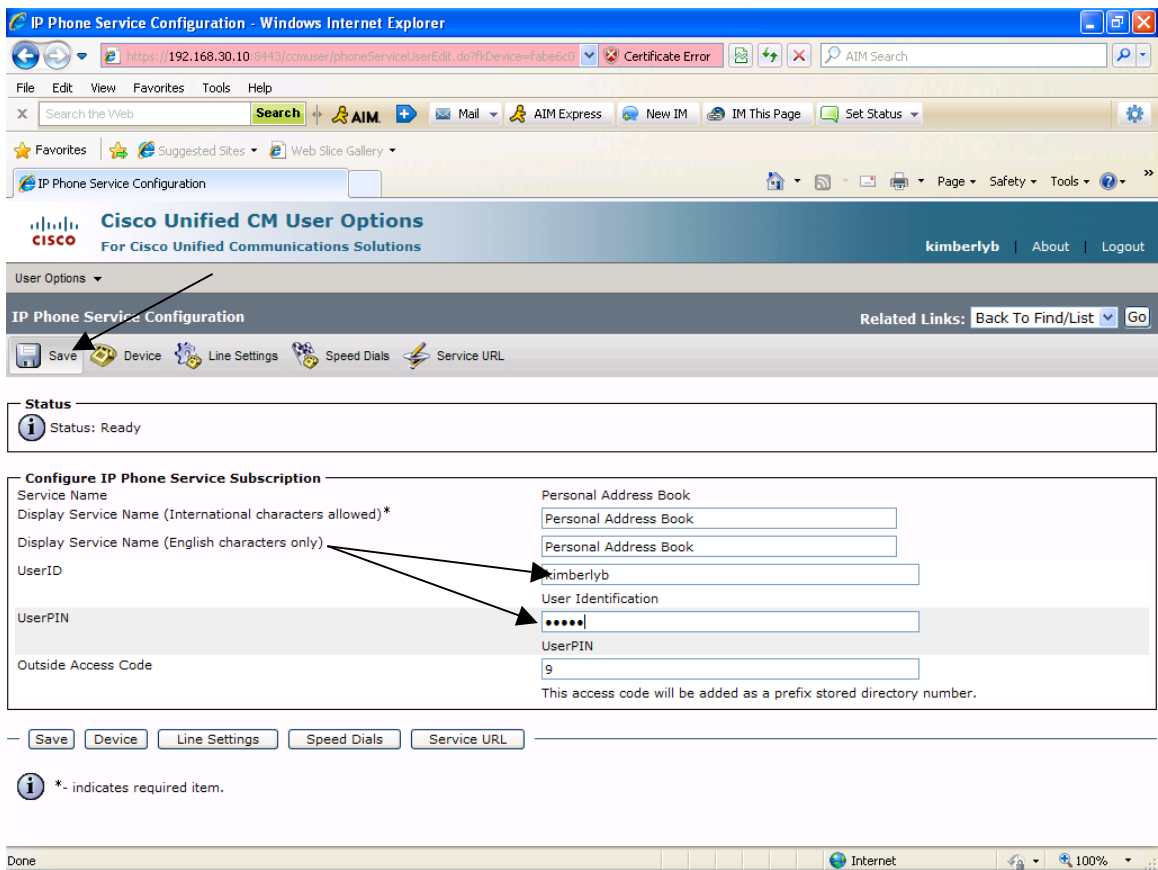 IP Phone Service Configuration - Windows Internet Explorer
https://192.168.30.10:8443/ccmuser/phoneServiceUserEdit.do?fkDevice=fabe6c0 Certificate Error AIM Search
File Edit View Favorites Tools Help
X Search the Web Search AIM. Mail AIM Express New IM IM This Page Set Status
Favorites Suggested Sites Web Slice Gallery
IP Phone Service Configuration Page Safety Tools »
cisco Cisco Unified CM User Options
For Cisco Unified Communications Solutions kimberlyb | About | Logout
User Options
IP Phone Service Configuration Related Links: Back To Find/List Go
Save Device Line Settings Speed Dials Service URL
Status
i Status: Ready
Configure IP Phone Service Subscription
Service Name Personal Address Book
Display Service Name (International characters allowed)* Personal Address Book
Display Service Name (English characters only) Personal Address Book
UserID kimberlyb
User Identification
UserPIN •••••
UserPIN
Outside Access Code 9
This access code will be added as a prefix stored directory number.
Save Device Line Settings Speed Dials Service URL
i *- indicates required item.
Done Internet 100%